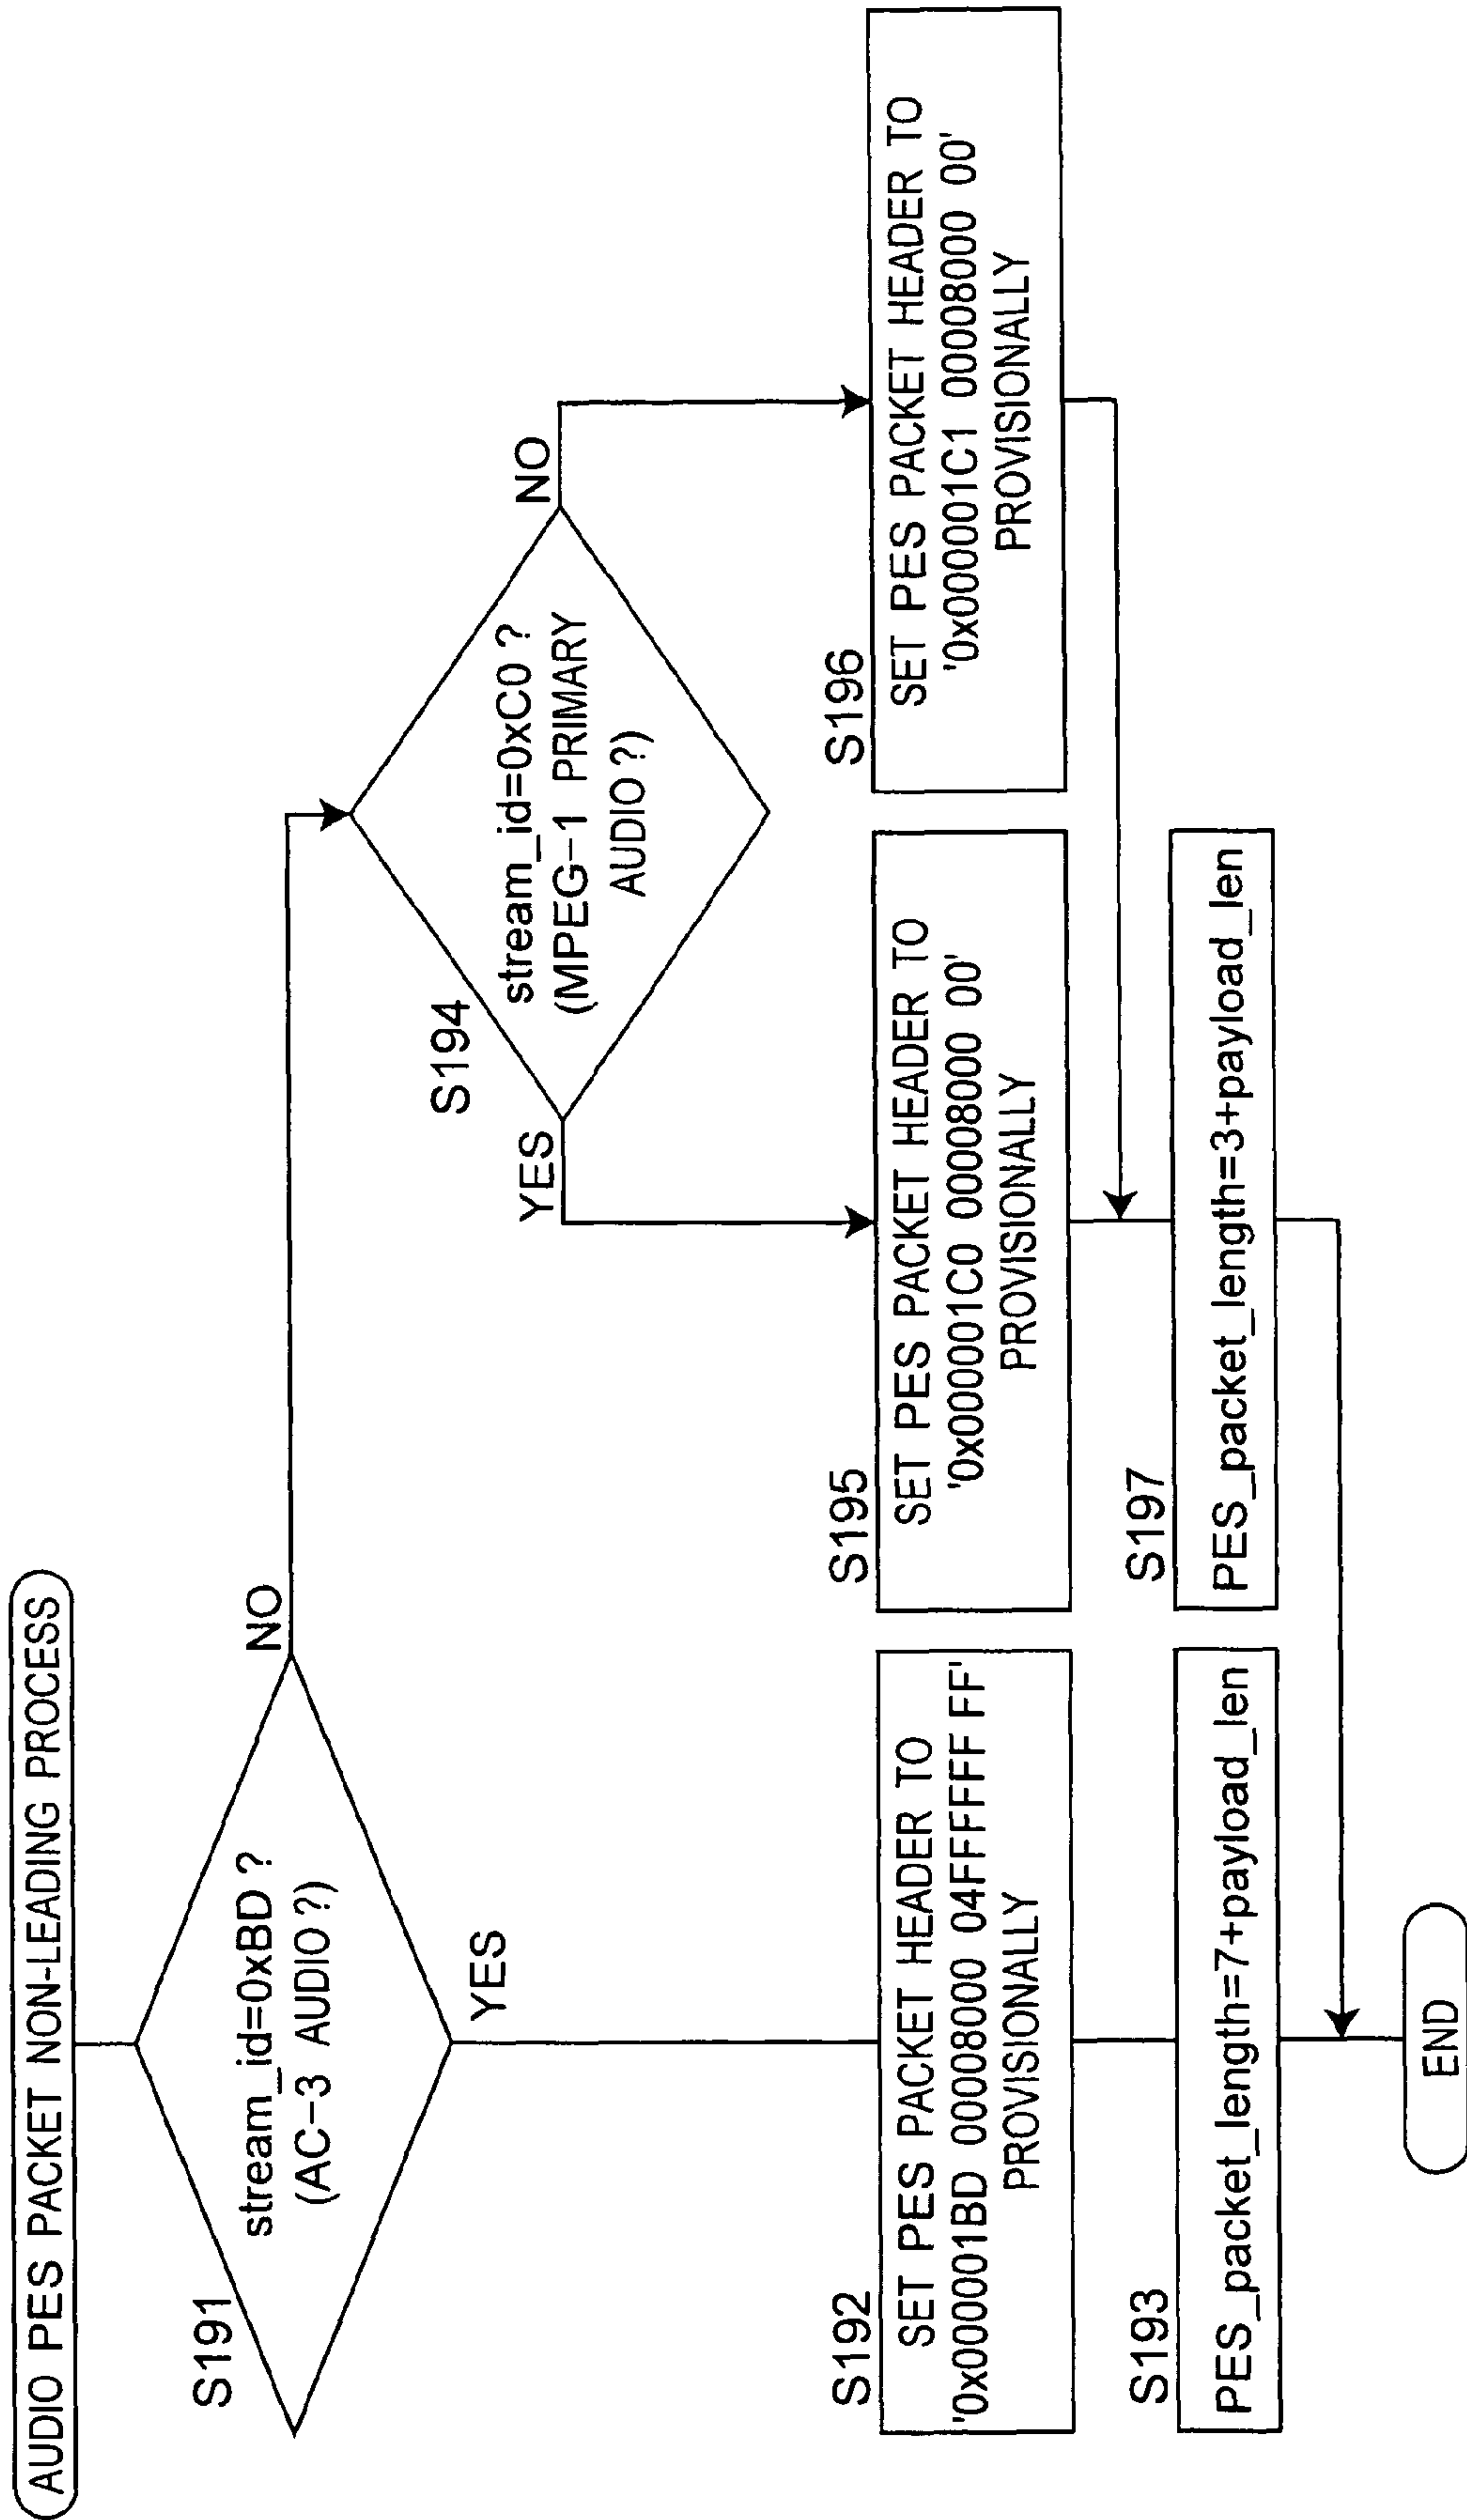 AUDIO PES PACKET NON-LEADING PROCESS
S191
stream_id=0xBD ?
(AC-3 AUDIO?)
NO
YES
S194
stream_id=0xC0 ?
(MPEG-1 PRIMARY
AUDIO?)
YES
NO
S192
SET PES PACKET HEADER TO
'0x000001BD 00008000 04FFFFFF FF'
PROVISIONALLY
S195
SET PES PACKET HEADER TO
'0x000001C0 00008000 00'
PROVISIONALLY
S196
SET PES PACKET HEADER TO
'0x000001C1 00008000 00'
PROVISIONALLY
S193
PES_packet_length=7+payload_len
S197
PES_packet_length=3+payload_len
END